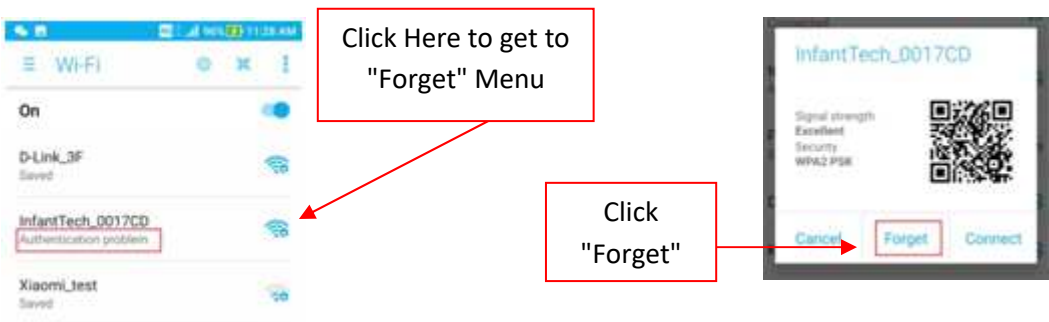 96% 11:28 AM
Wi-Fi
On
D-Link_3F
Saved
InfantTech_0017CD
Authentication problem
Xiaomi_test
Saved
Click Here to get to
"Forget" Menu
Click
"Forget"
InfantTech_0017CD
Signal strength
Excellent
Security
WPA2 PSK
Cancel Forget Connect